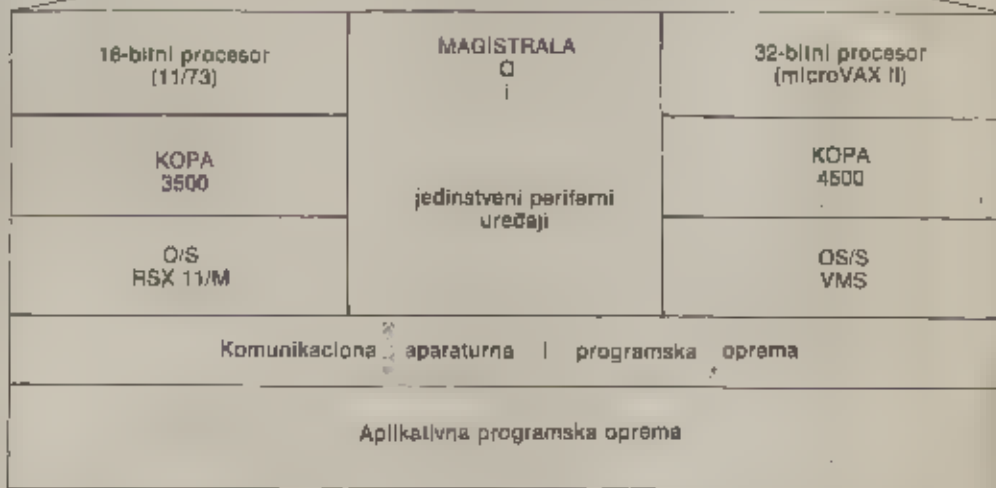 16-bitni procesor
(11/73)
KOPA
3500
O/S
RSX 11/M
MAGISTRALA
Q
i
jedinstveni periferni
uređaji
32-bitni procesor
(microVAX II)
KOPA
4500
OS/S
VMS
Komunikaciona aparaturna i programska oprema
Aplikativna programska oprema